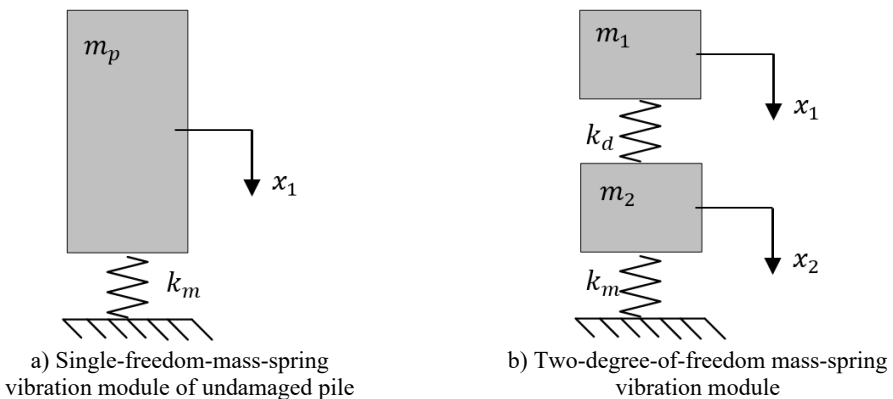 m_p
x_1
k_m
a) Single-freedom-mass-spring
vibration module of undamaged pile
m_1
x_1
k_d
m_2
x_2
k_m
b) Two-degree-of-freedom mass-spring
vibration module